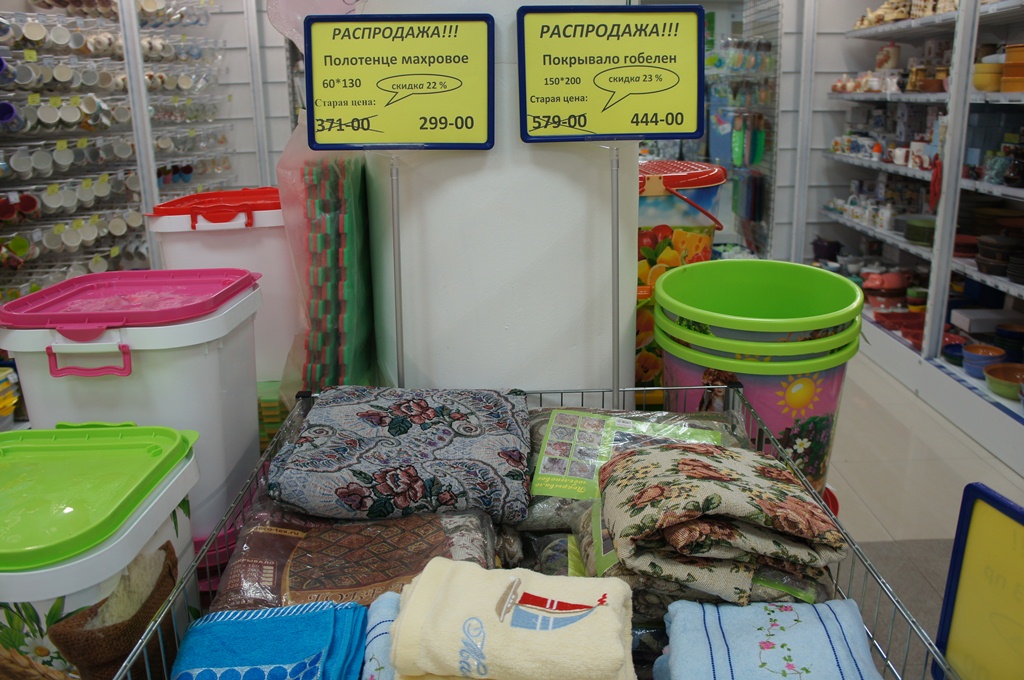 РАСПРОДАЖА!!!
Полотенце махровое
60*130
скидка 22 %
Старая цена:
371-00
299-00
РАСПРОДАЖА!!!
Покрывало гобелен
150*200
скидка 23 %
Старая цена:
579-00
444-00